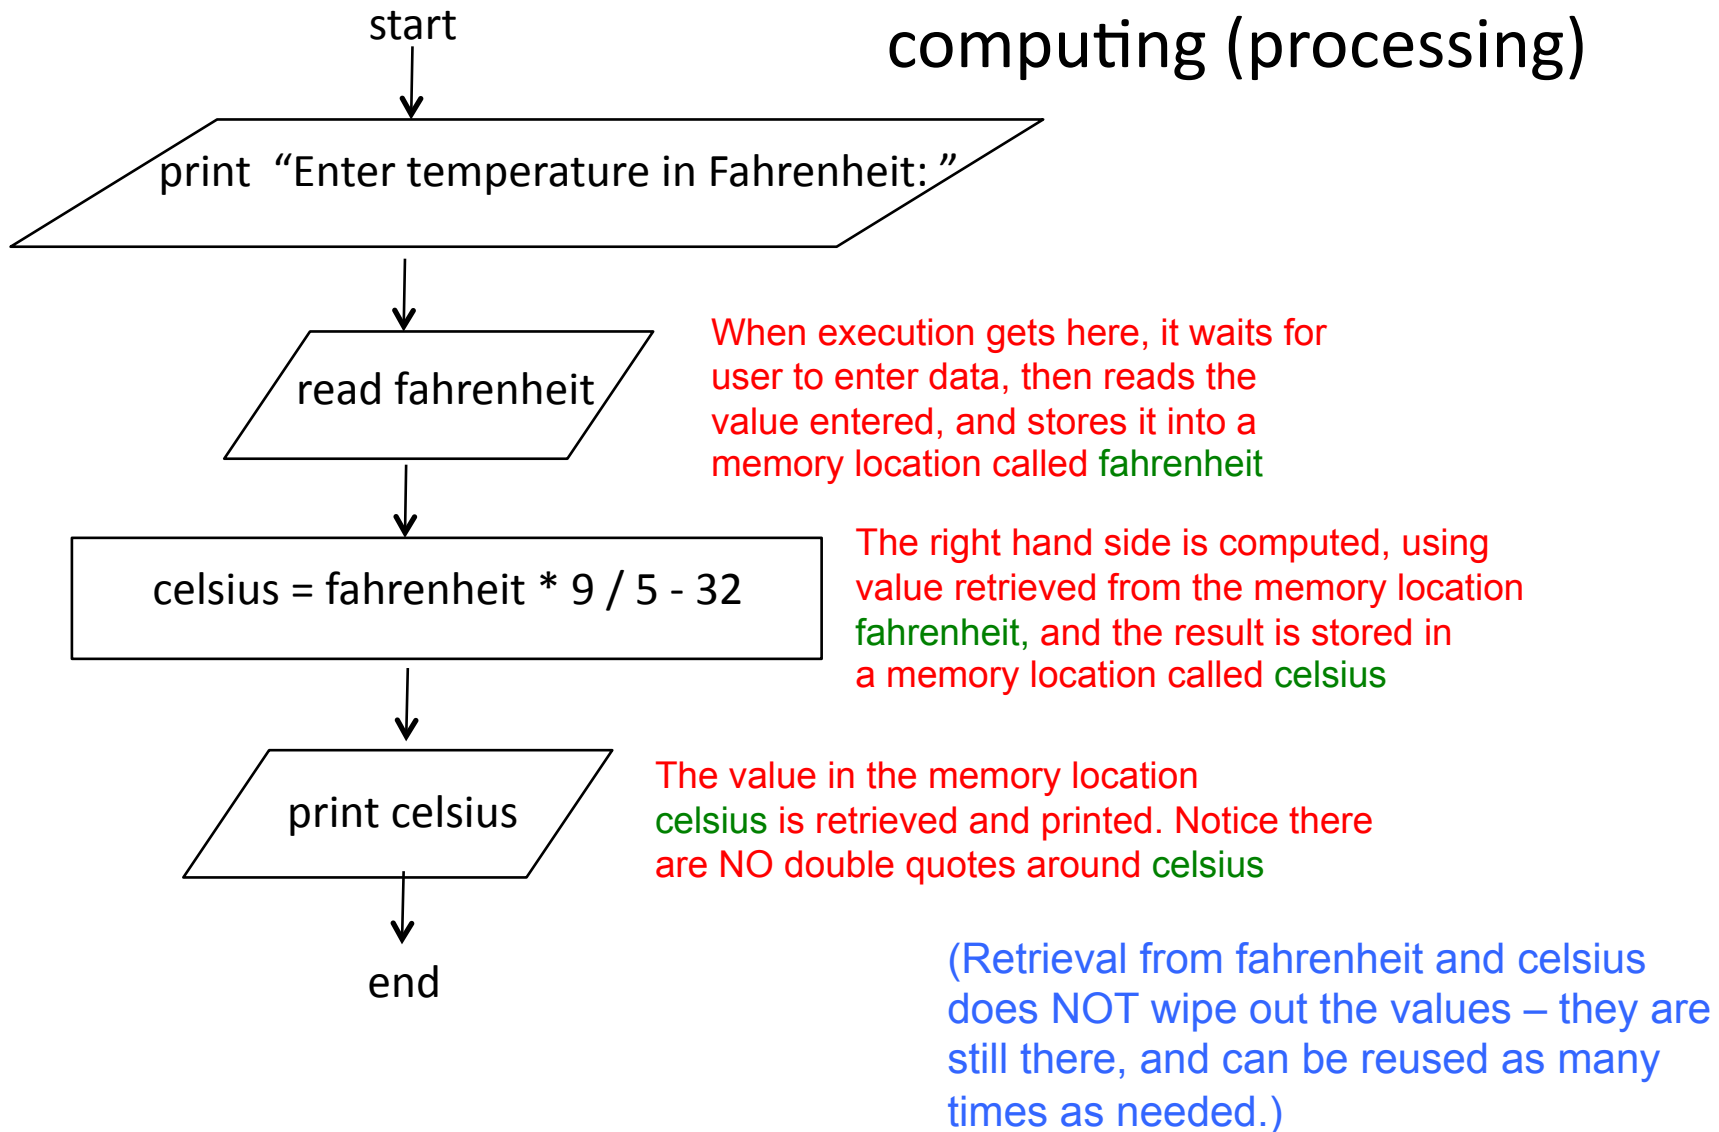 start
computing (processing)
print “Enter temperature in Fahrenheit: ”
read fahrenheit
When execution gets here, it waits for
user to enter data, then reads the
value entered, and stores it into a
memory location called fahrenheit
celsius = fahrenheit * 9 / 5 - 32
The right hand side is computed, using
value retrieved from the memory location
fahrenheit, and the result is stored in
a memory location called celsius
print celsius
The value in the memory location
celsius is retrieved and printed. Notice there
are NO double quotes around celsius
end
(Retrieval from fahrenheit and celsius
does NOT wipe out the values – they are
still there, and can be reused as many
times as needed.)